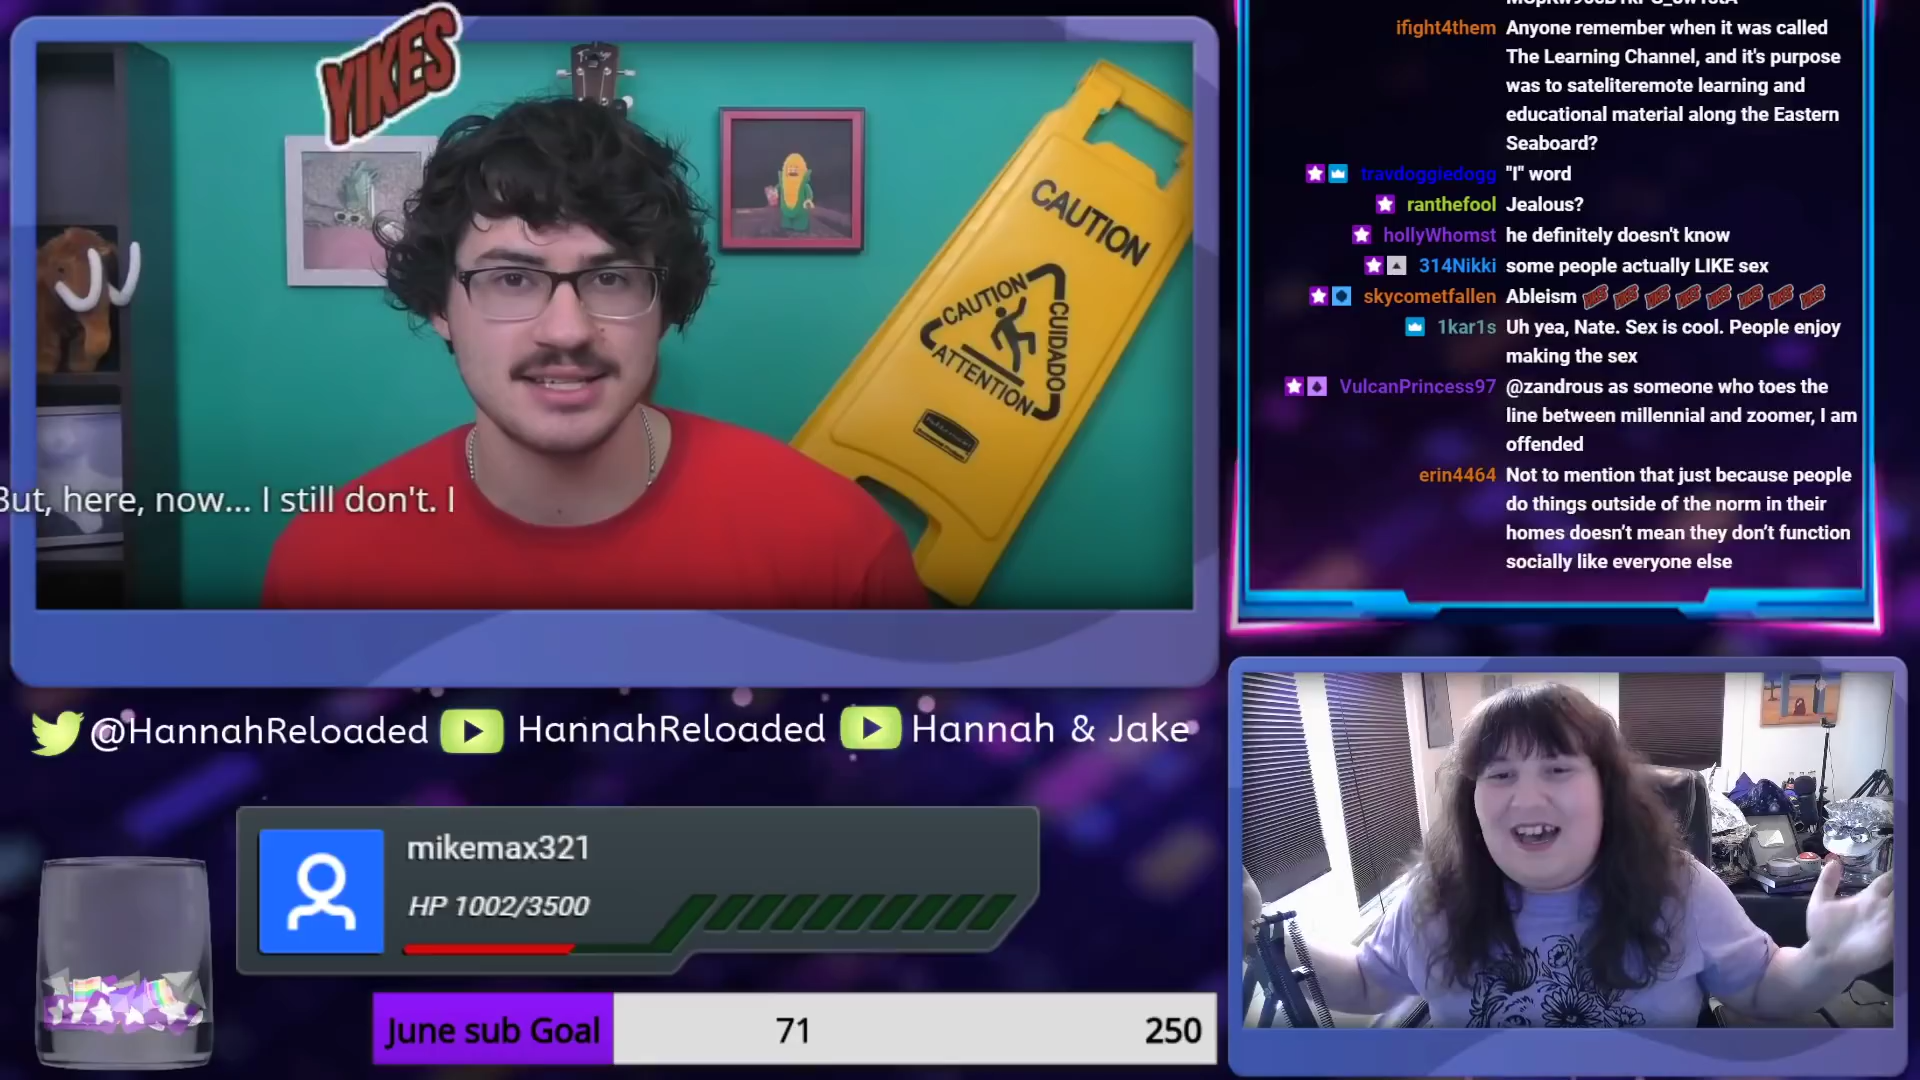 YIKES
CAUTION
CAUTION
CUIDADO
ATTENTION
But, here, now... I still don't. I
ifight4them Anyone remember when it was called
The Learning Channel, and it's purpose
was to sateliteremote learning and
educational material along the Eastern
Seaboard?
travdoggiedogg "I" word
ranthefool Jealous?
hollyWhomst he definitely doesn't know
314Nikki some people actually LIKE sex
skycometfallen Ableism
1kar1s Uh yea, Nate. Sex is cool. People enjoy
making the sex
VulcanPrincess97 @zandrous as someone who toes the
line between millennial and zoomer, I am
offended
erin4464 Not to mention that just because people
do things outside of the norm in their
homes doesn't mean they don't function
socially like everyone else
@HannahReloaded HannahReloaded Hannah & Jake
mikemax321
HP 1002/3500
June sub Goal 71 250